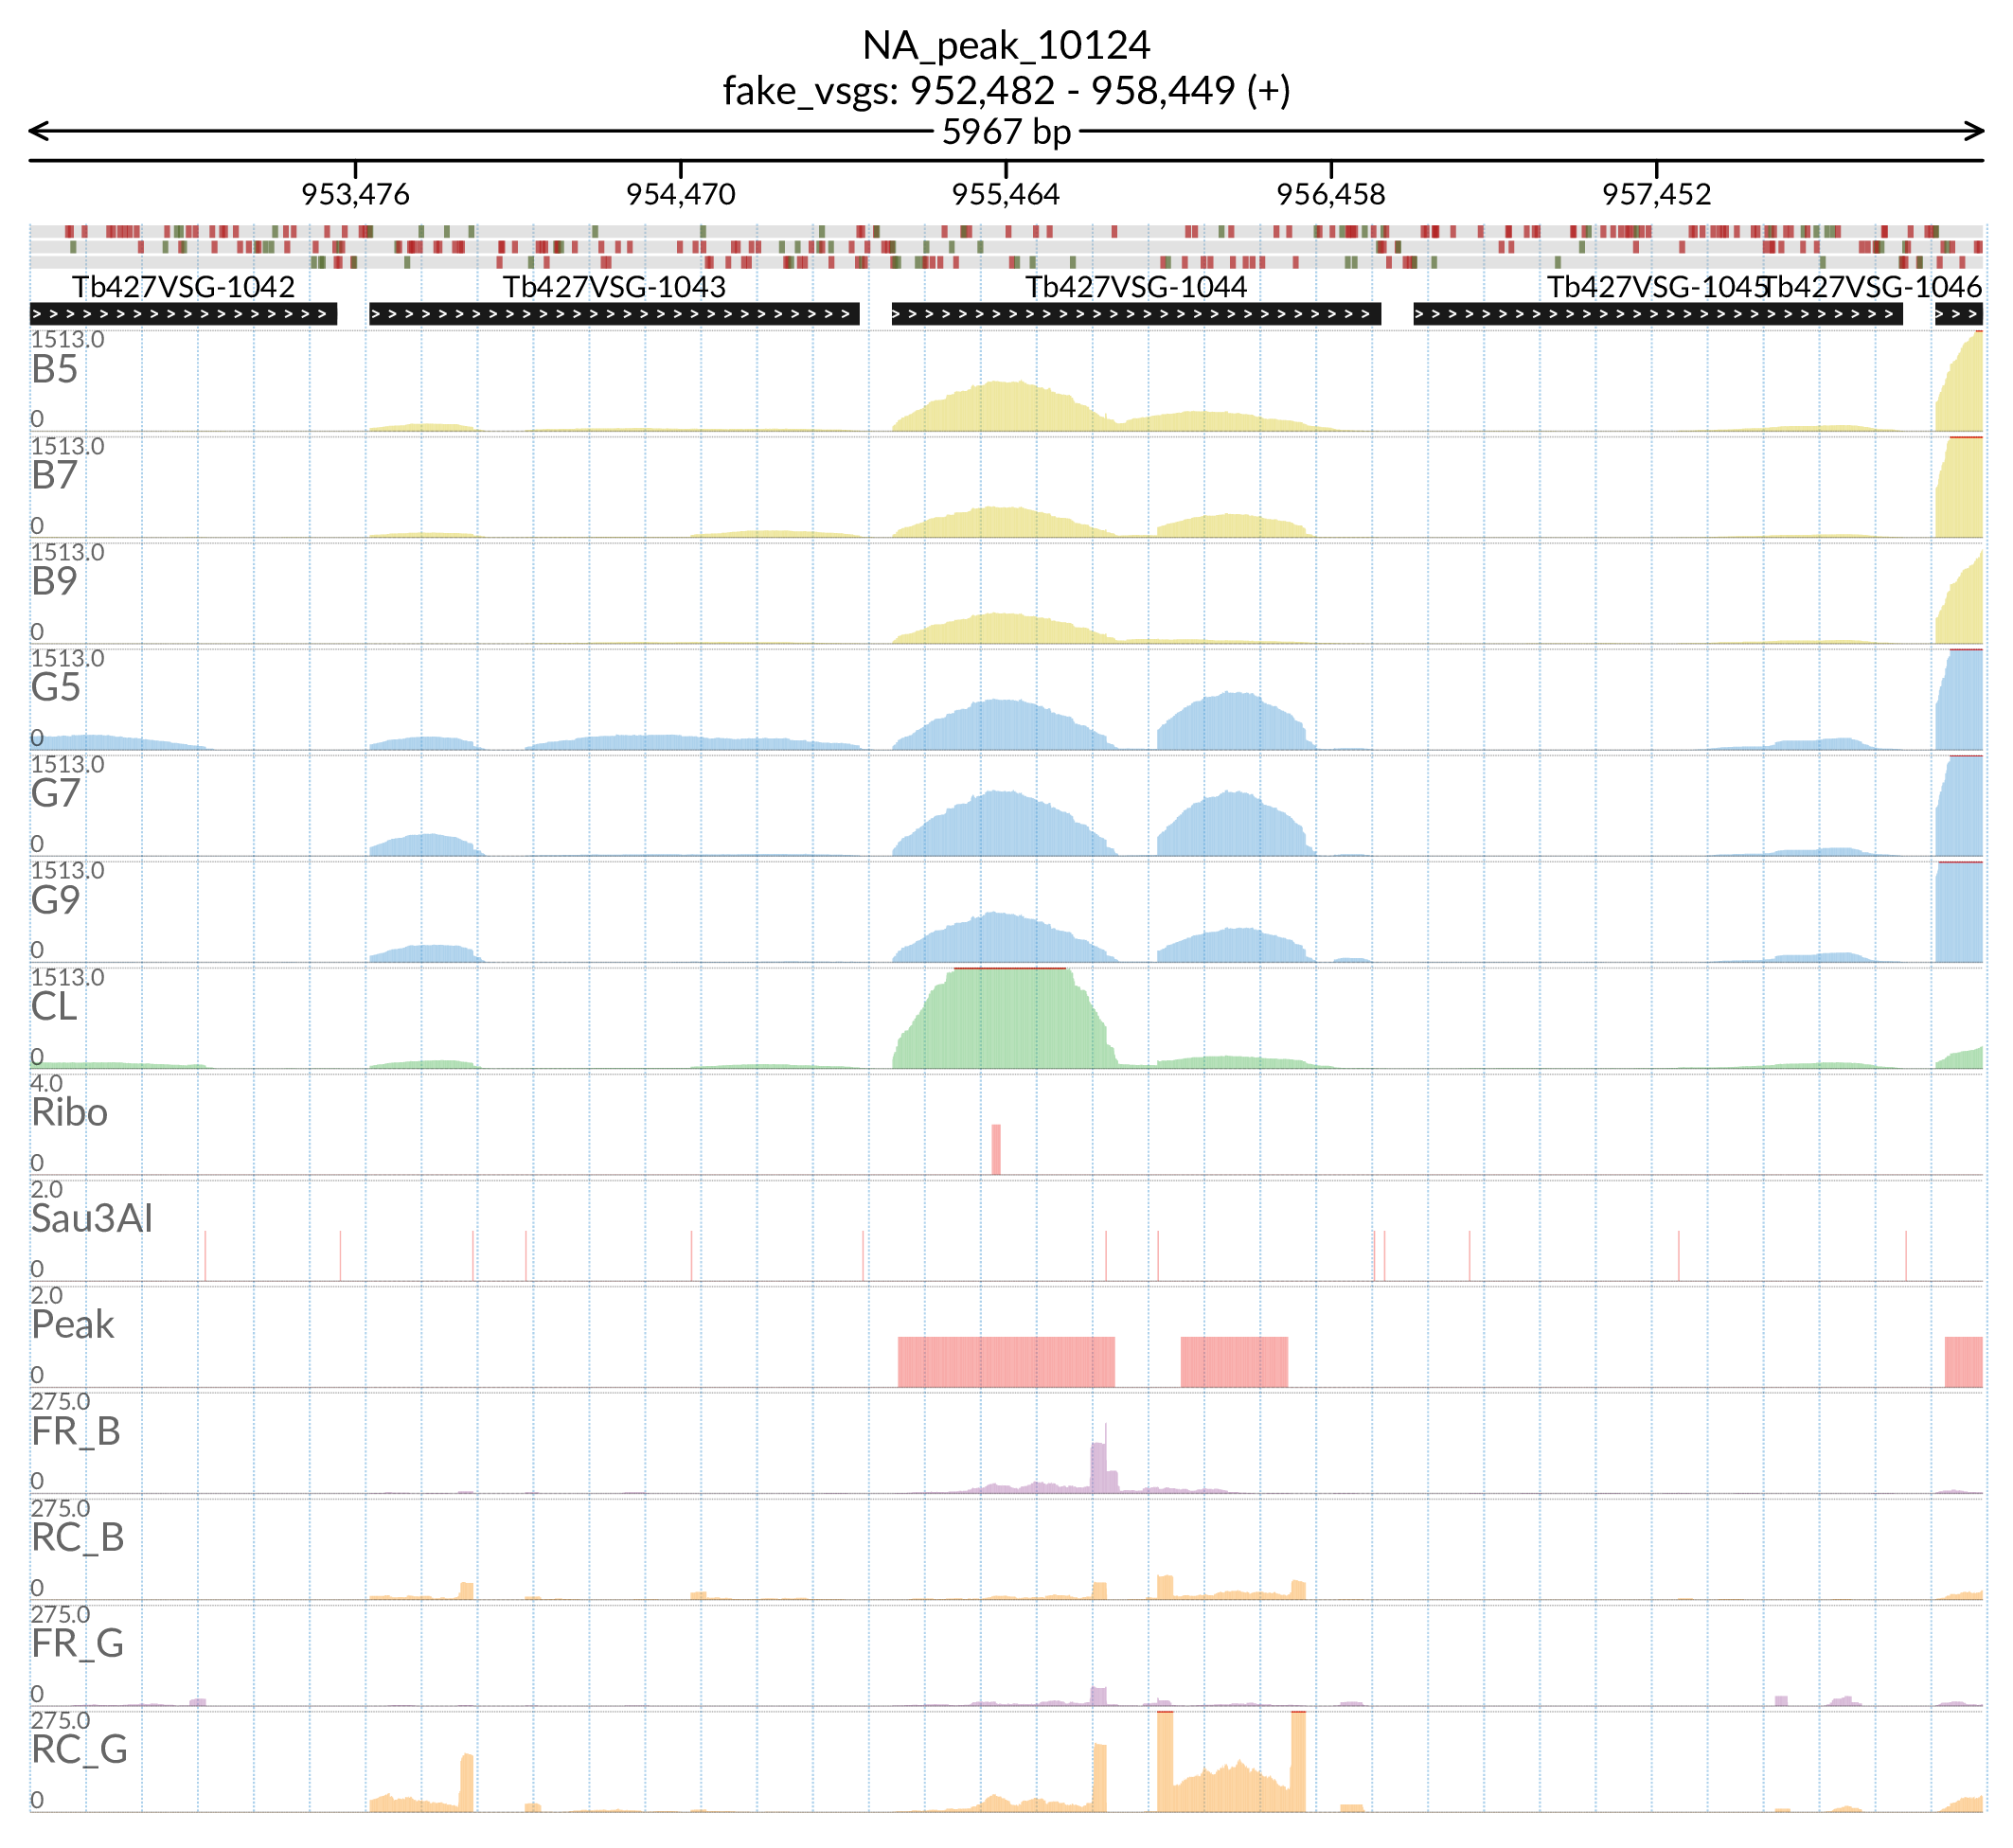 NA_peak_10124
fake_vsgs: 952,482 - 958,449 (+)
5967 bp
953,476 954,470 955,464 956,458 957,452
Tb427VSG-1042 Tb427VSG-1043 Tb427VSG-1044 Tb427VSG-1045 Tb427VSG-1046
1513.0
B5
0
1513.0
B7
0
1513.0
B9
0
1513.0
G5
0
1513.0
G7
0
1513.0
G9
0
1513.0
CL
0
4.0
Ribo
0
2.0
Sau3AI
0
2.0
Peak
0
275.0
FR_B
0
275.0
RC_B
0
275.0
FR_G
0
275.0
RC_G
0